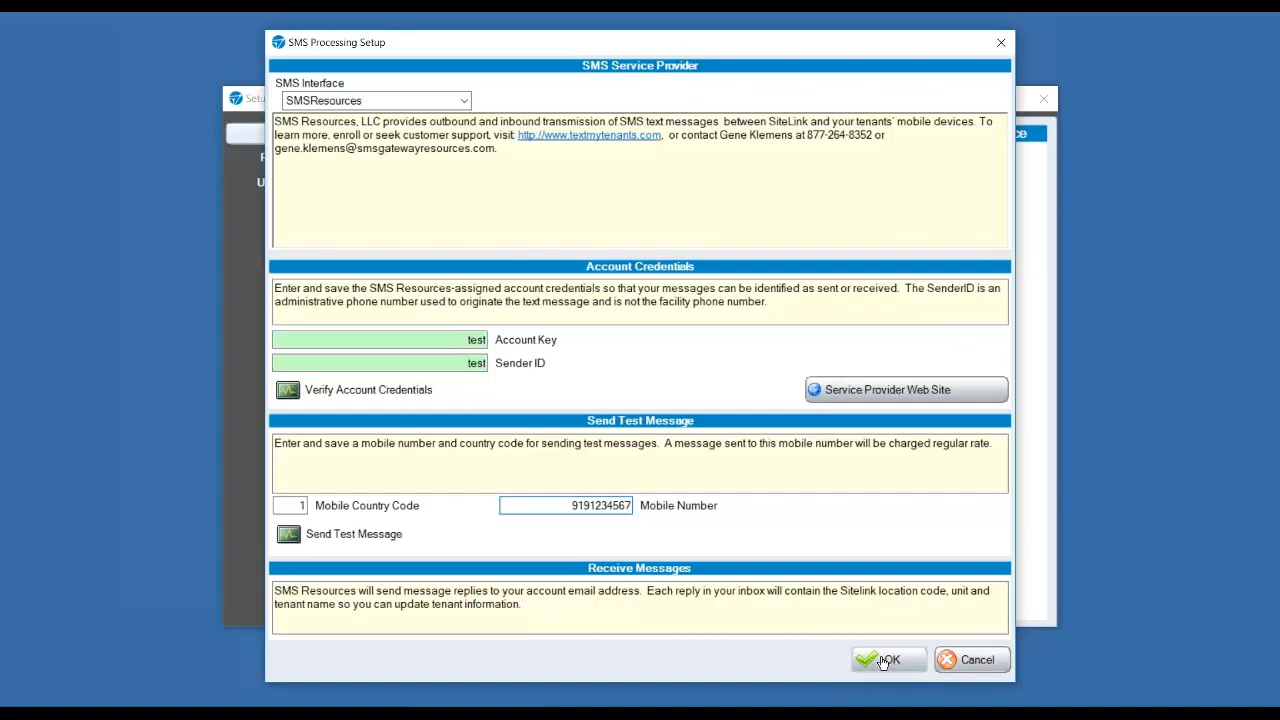 SMS Processing Setup
SMS Service Provider
SMS Interface
SMSResources
SMS Resources, LLC provides outbound and inbound transmission of SMS text messages between SiteLink and your tenants' mobile devices. To
learn more, enroll or seek customer support, visit: http://www.textmytenants.com, or contact Gene Klemens at 877-264-8352 or
gene.klemens@smsgatewayresources.com.
Account Credentials
Enter and save the SMS Resources-assigned account credentials so that your messages can be identified as sent or received. The SenderID is an
administrative phone number used to originate the text message and is not the facility phone number.
test Account Key
test Sender ID
Verify Account Credentials
Service Provider Web Site
Send Test Message
Enter and save a mobile number and country code for sending test messages. A message sent to this mobile number will be charged regular rate.
1 Mobile Country Code 9191234567 Mobile Number
Send Test Message
Receive Messages
SMS Resources will send message replies to your account email address. Each reply in your inbox will contain the Sitelink location code, unit and
tenant name so you can update tenant information.
OK Cancel